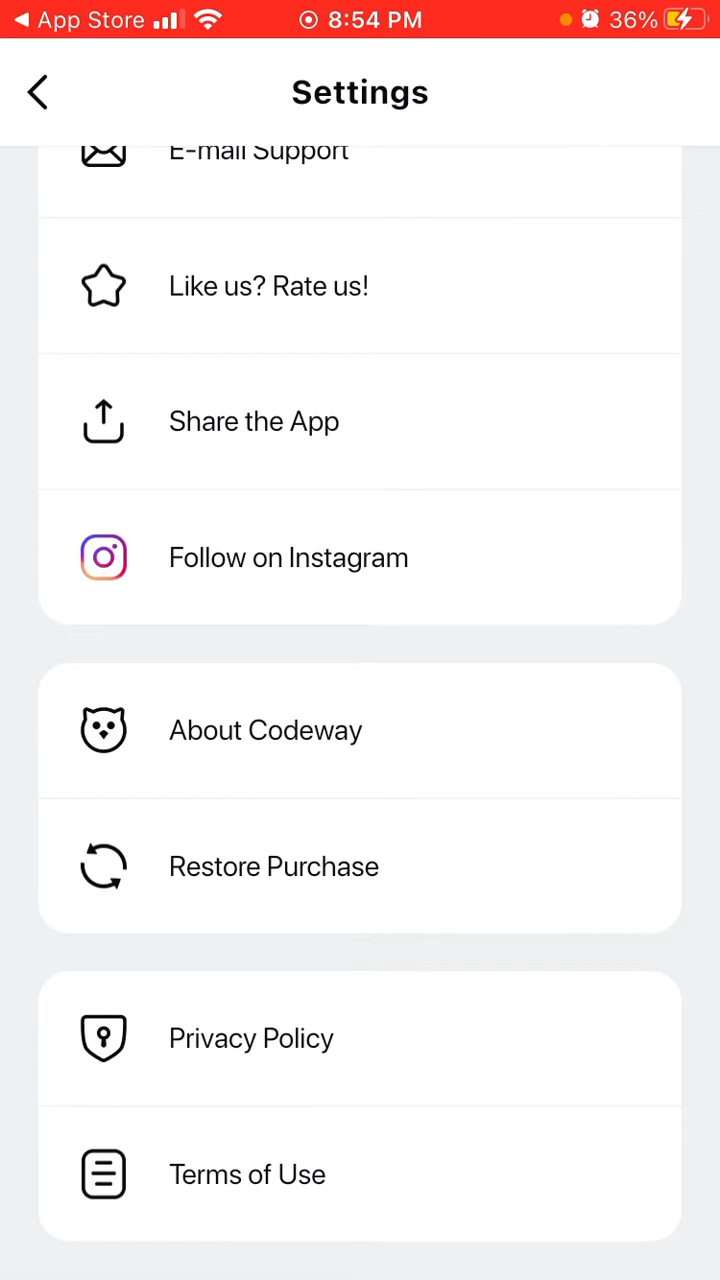 App Store 8:54 PM 36%
Settings
E-mail Support
Like us? Rate us!
Share the App
Follow on Instagram
About Codeway
Restore Purchase
Privacy Policy
Terms of Use